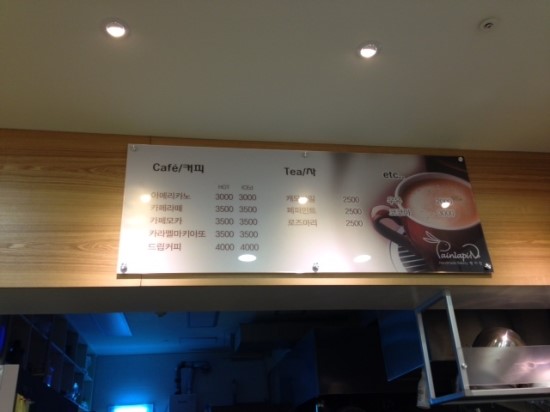 Café/커피
HOT ICED
아메리카노 3000 3000
카페라떼 3500 3500
카페모카 3500 3500
카라멜마키아또 3500 3500
드립커피 4000 4000
Tea/차
2500
페퍼민트 2500
로즈마리 2500
etc.
Painlapin